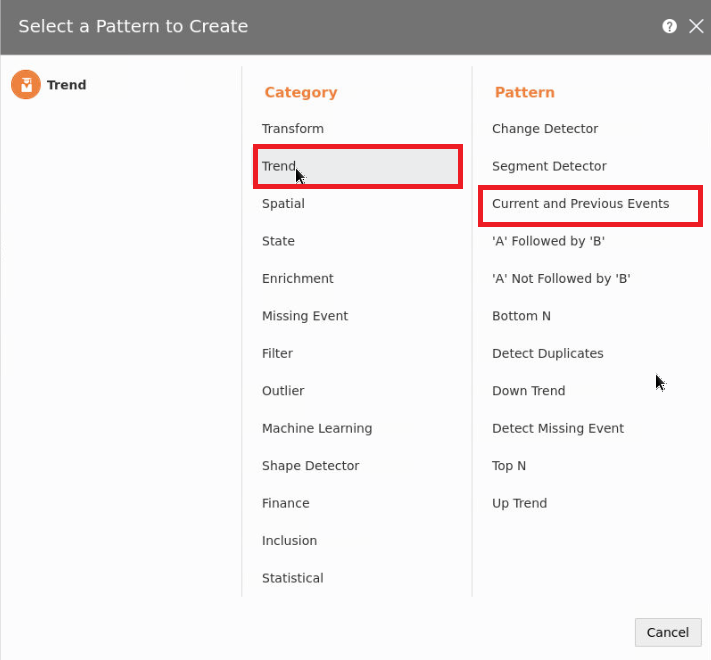 Select a Pattern to Create
Trend
Category
Transform
Trend
Spatial
State
Enrichment
Missing Event
Filter
Outlier
Machine Learning
Shape Detector
Finance
Inclusion
Statistical
Pattern
Change Detector
Segment Detector
Current and Previous Events
'A' Followed by 'B'
'A' Not Followed by 'B'
Bottom N
Detect Duplicates
Down Trend
Detect Missing Event
Top N
Up Trend
Cancel